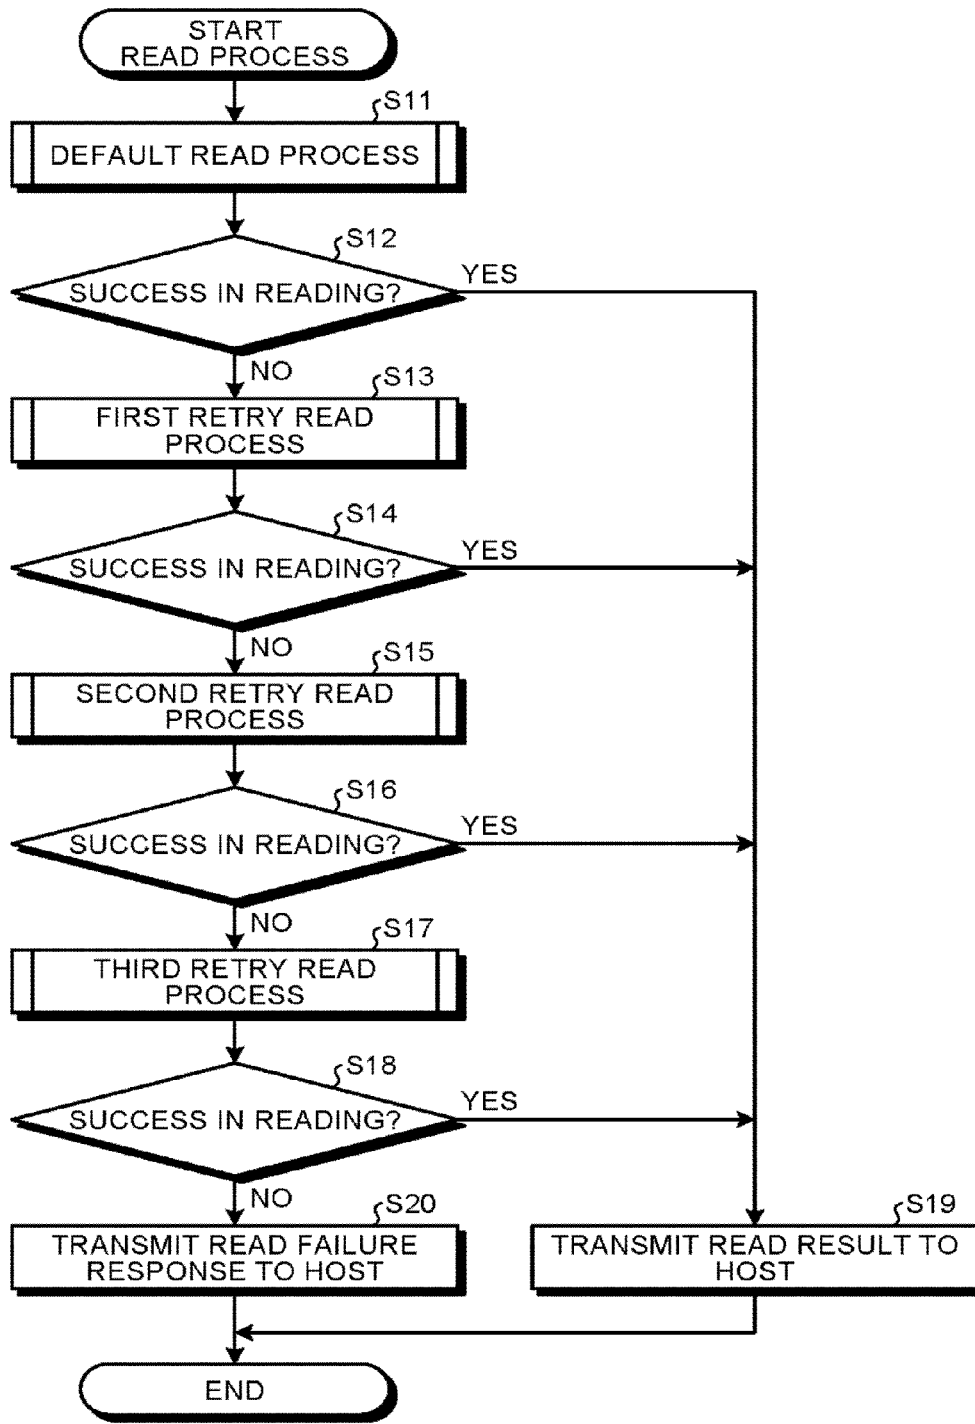 START
READ PROCESS
S11
DEFAULT READ PROCESS
S12
SUCCESS IN READING?
YES
NO
S13
FIRST RETRY READ
PROCESS
S14
SUCCESS IN READING?
YES
NO
S15
SECOND RETRY READ
PROCESS
S16
SUCCESS IN READING?
YES
NO
S17
THIRD RETRY READ
PROCESS
S18
SUCCESS IN READING?
YES
NO
S20
TRANSMIT READ FAILURE
RESPONSE TO HOST
S19
TRANSMIT READ RESULT TO
HOST
END